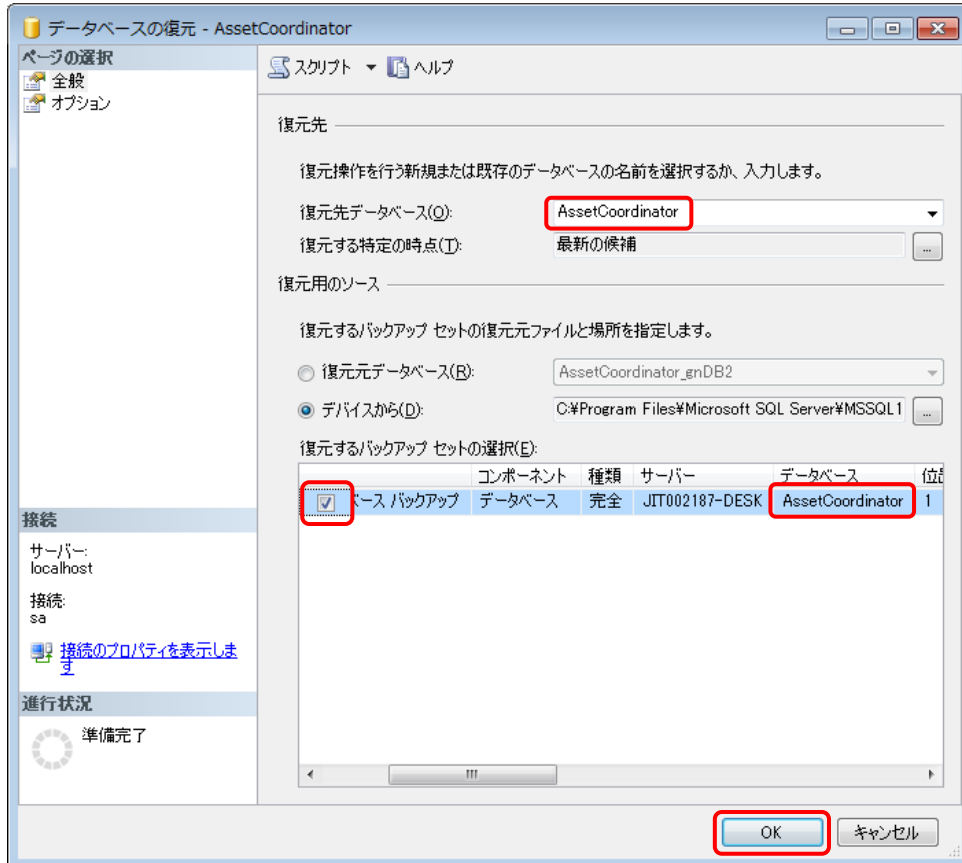 データベースの復元 - AssetCoordinator
ページの選択
全般
オプション
スクリプト ヘルプ
復元先
復元操作を行う新規または既存のデータベースの名前を選択するか、入力します。
復元先データベース(O): AssetCoordinator
復元する特定の時点(T): 最新の候補 ...
復元用のソース
復元するバックアップ セットの復元元ファイルと場所を指定します。
復元元データベース(R): AssetCoordinator_gnDB2
デバイスから(D): C:¥Program Files¥Microsoft SQL Server¥MSSQL1 ...
復元するバックアップ セットの選択(E):
コンポーネント 種類 サーバー データベース
ベース バックアップ データベース 完全 JIT002187-DESK AssetCoordinator 1
接続
サーバー:
localhost
接続:
sa
接続のプロパティを表示しま
す
進行状況
準備完了
OK キャンセル